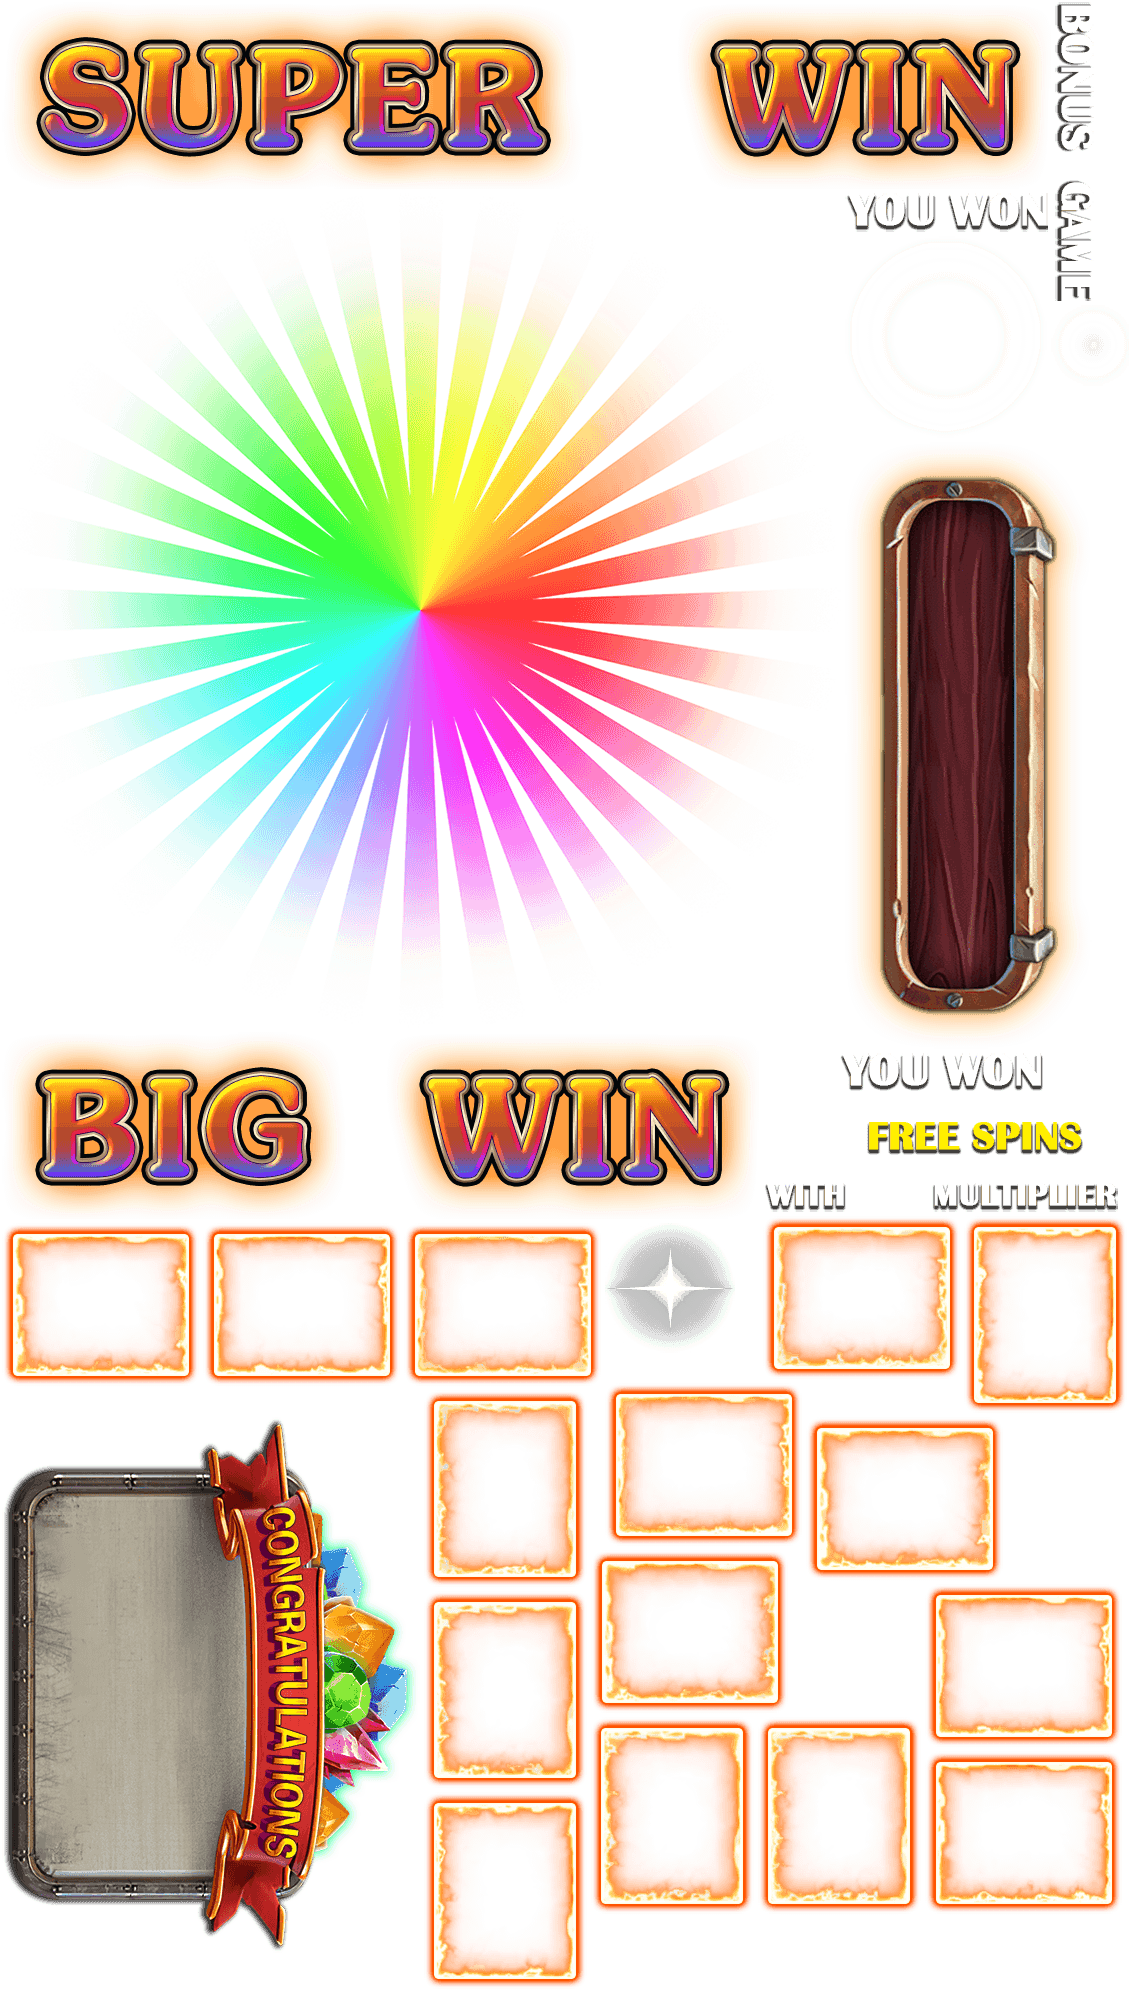 SUPER WIN
BONUS GAME
YOU WON
BIG WIN
YOU WON
FREE SPINS
WITH MULTIPLIER
CONGRATULATIONS